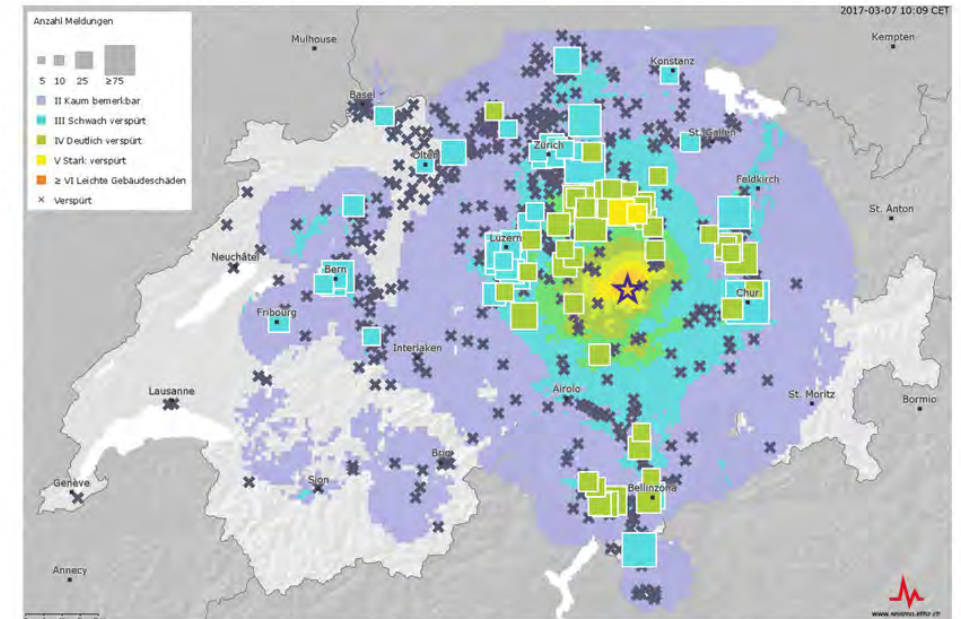 2017-03-07 10:09 CET
Anzahl Meldungen
5 10 25 ≥75
II Kaum bemerkbar
III Schwach verspürt
IV Deutlich verspürt
V Stark verspürt
≥ VI Leichte Gebäudeschäden
Verspürt
Mulhouse
Kempten
Konstanz
Basel
St. Gallen
Zürich
Olten
Feldkirch
St. Anton
Luzern
Neuchâtel
Bern
Chur
Fribourg
Interlaken
Lausanne
Airolo
St. Moritz
Bormio
Brig
Sion
Genève
Bellinzona
Annecy
www.seismo.ethz.ch